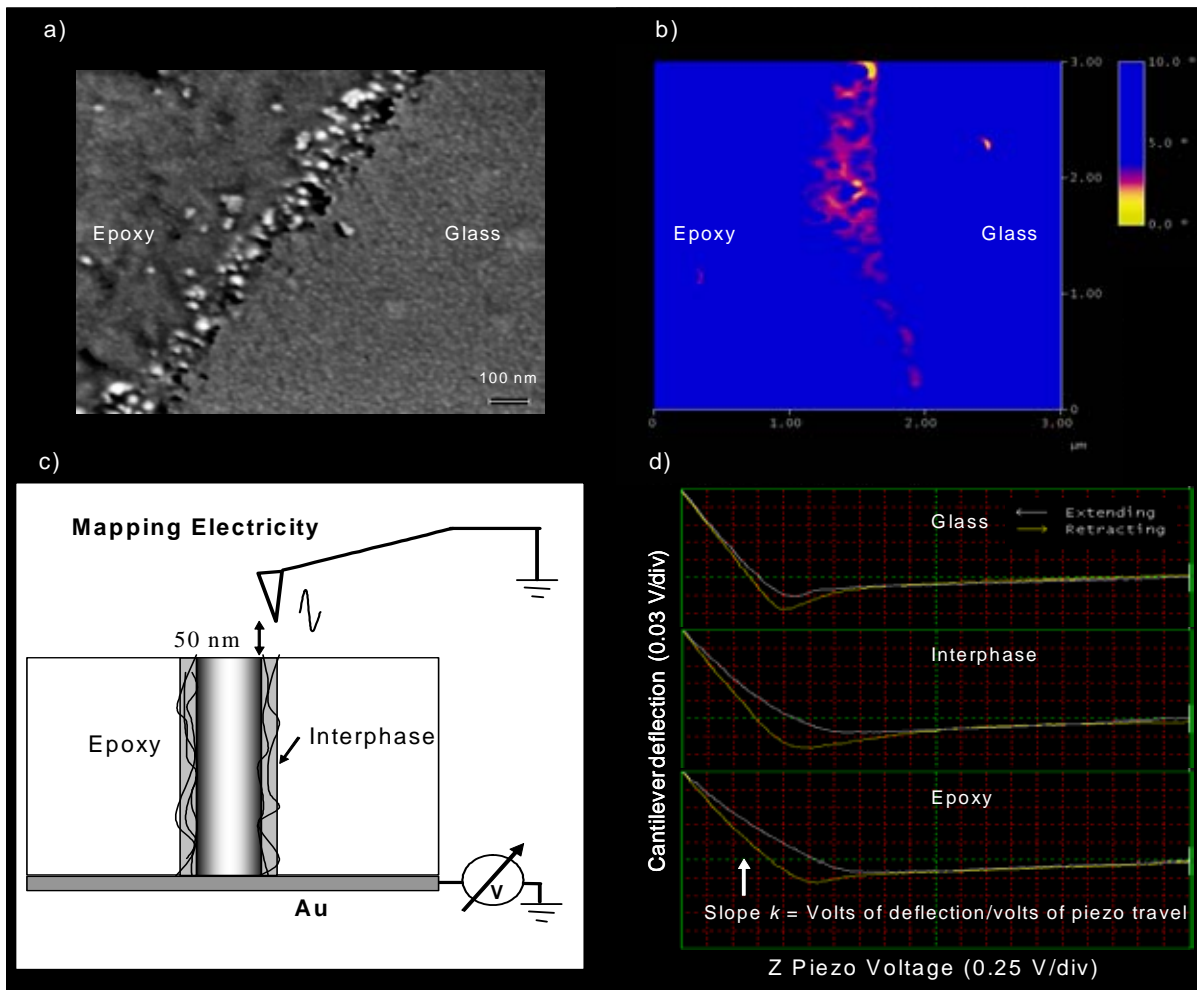 a)
Epoxy
Glass
100 nm
b)
3.00
2.00
1.00
0
0
1.00
2.00
3.00
µm
10.0 °
5.0 °
0.0 °
Epoxy
Glass
c)
Mapping Electricity
50 nm
Epoxy
Interphase
V
Au
d)
Cantilever deflection (0.03 V/div)
Glass
Extending
Retracting
Interphase
Epoxy
Slope k = Volts of deflection/volts of piezo travel
Z Piezo Voltage (0.25 V/div)